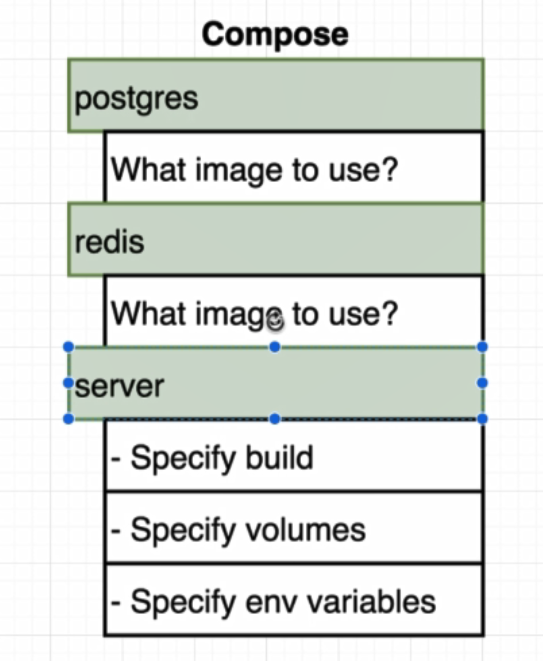 Compose
postgres
What image to use?
redis
What image to use?
server
- Specify build
- Specify volumes
- Specify env variables